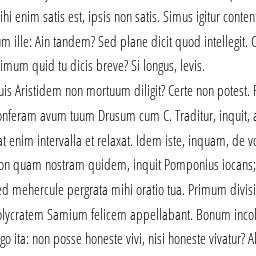 ihi enim satis est, ipsis non satis. Simus igitur conten
um ille: Ain tandem? Sed plane dicit quod intellegit. C
imum quid tu dicis breve? Si longus, levis.
uis Aristidem non mortuum diligit? Certe non potest. F
onferam avum tuum Drusum cum C. Traditur, inquit, a
at enim intervalla et relaxat. Idem iste, inquam, de vo
on quam nostram quidem, inquit Pomponius iocans;
ed mehercule pergrata mihi oratio tua. Primum divisi
olycratem Samium felicem appellabant. Bonum incol
go ita: non posse honeste vivi, nisi honeste vivatur? Al